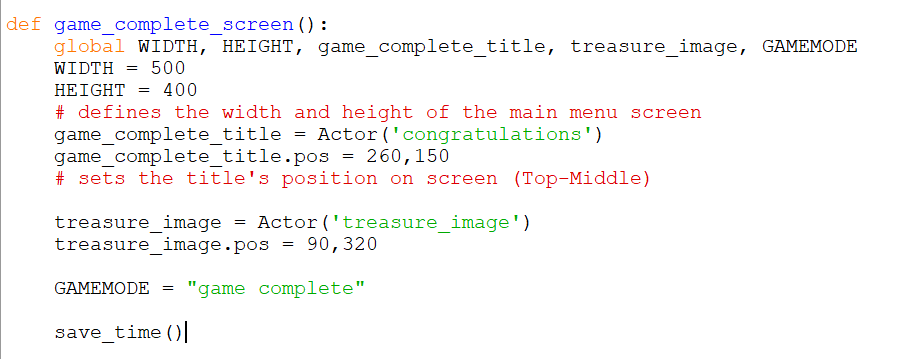 def game_complete_screen():
    global WIDTH, HEIGHT, game_complete_title, treasure_image, GAMEMODE
    WIDTH = 500
    HEIGHT = 400
    # defines the width and height of the main menu screen
    game_complete_title = Actor('congratulations')
    game_complete_title.pos = 260,150
    # sets the title's position on screen (Top-Middle)
    treasure_image = Actor('treasure_image')
    treasure_image.pos = 90,320
    GAMEMODE = "game complete"
    save_time()